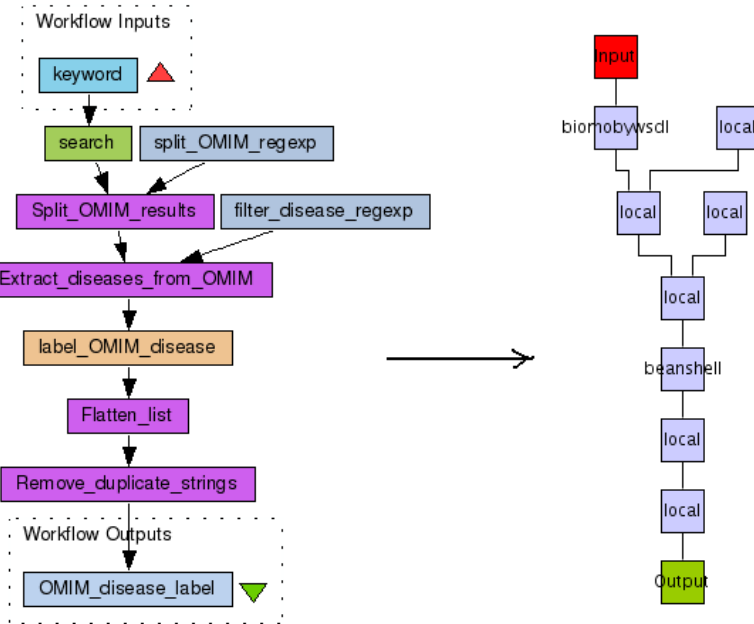 Workflow Inputs
keyword
search
split_OMIM_regexp
Split_OMIM_results
filter_disease_regexp
Extract_diseases_from_OMIM
label_OMIM_disease
Flatten_list
Remove_duplicate_strings
Workflow Outputs
OMIM_disease_label
Input
biomobywsdl
local
local
local
local
beanshell
local
local
Output